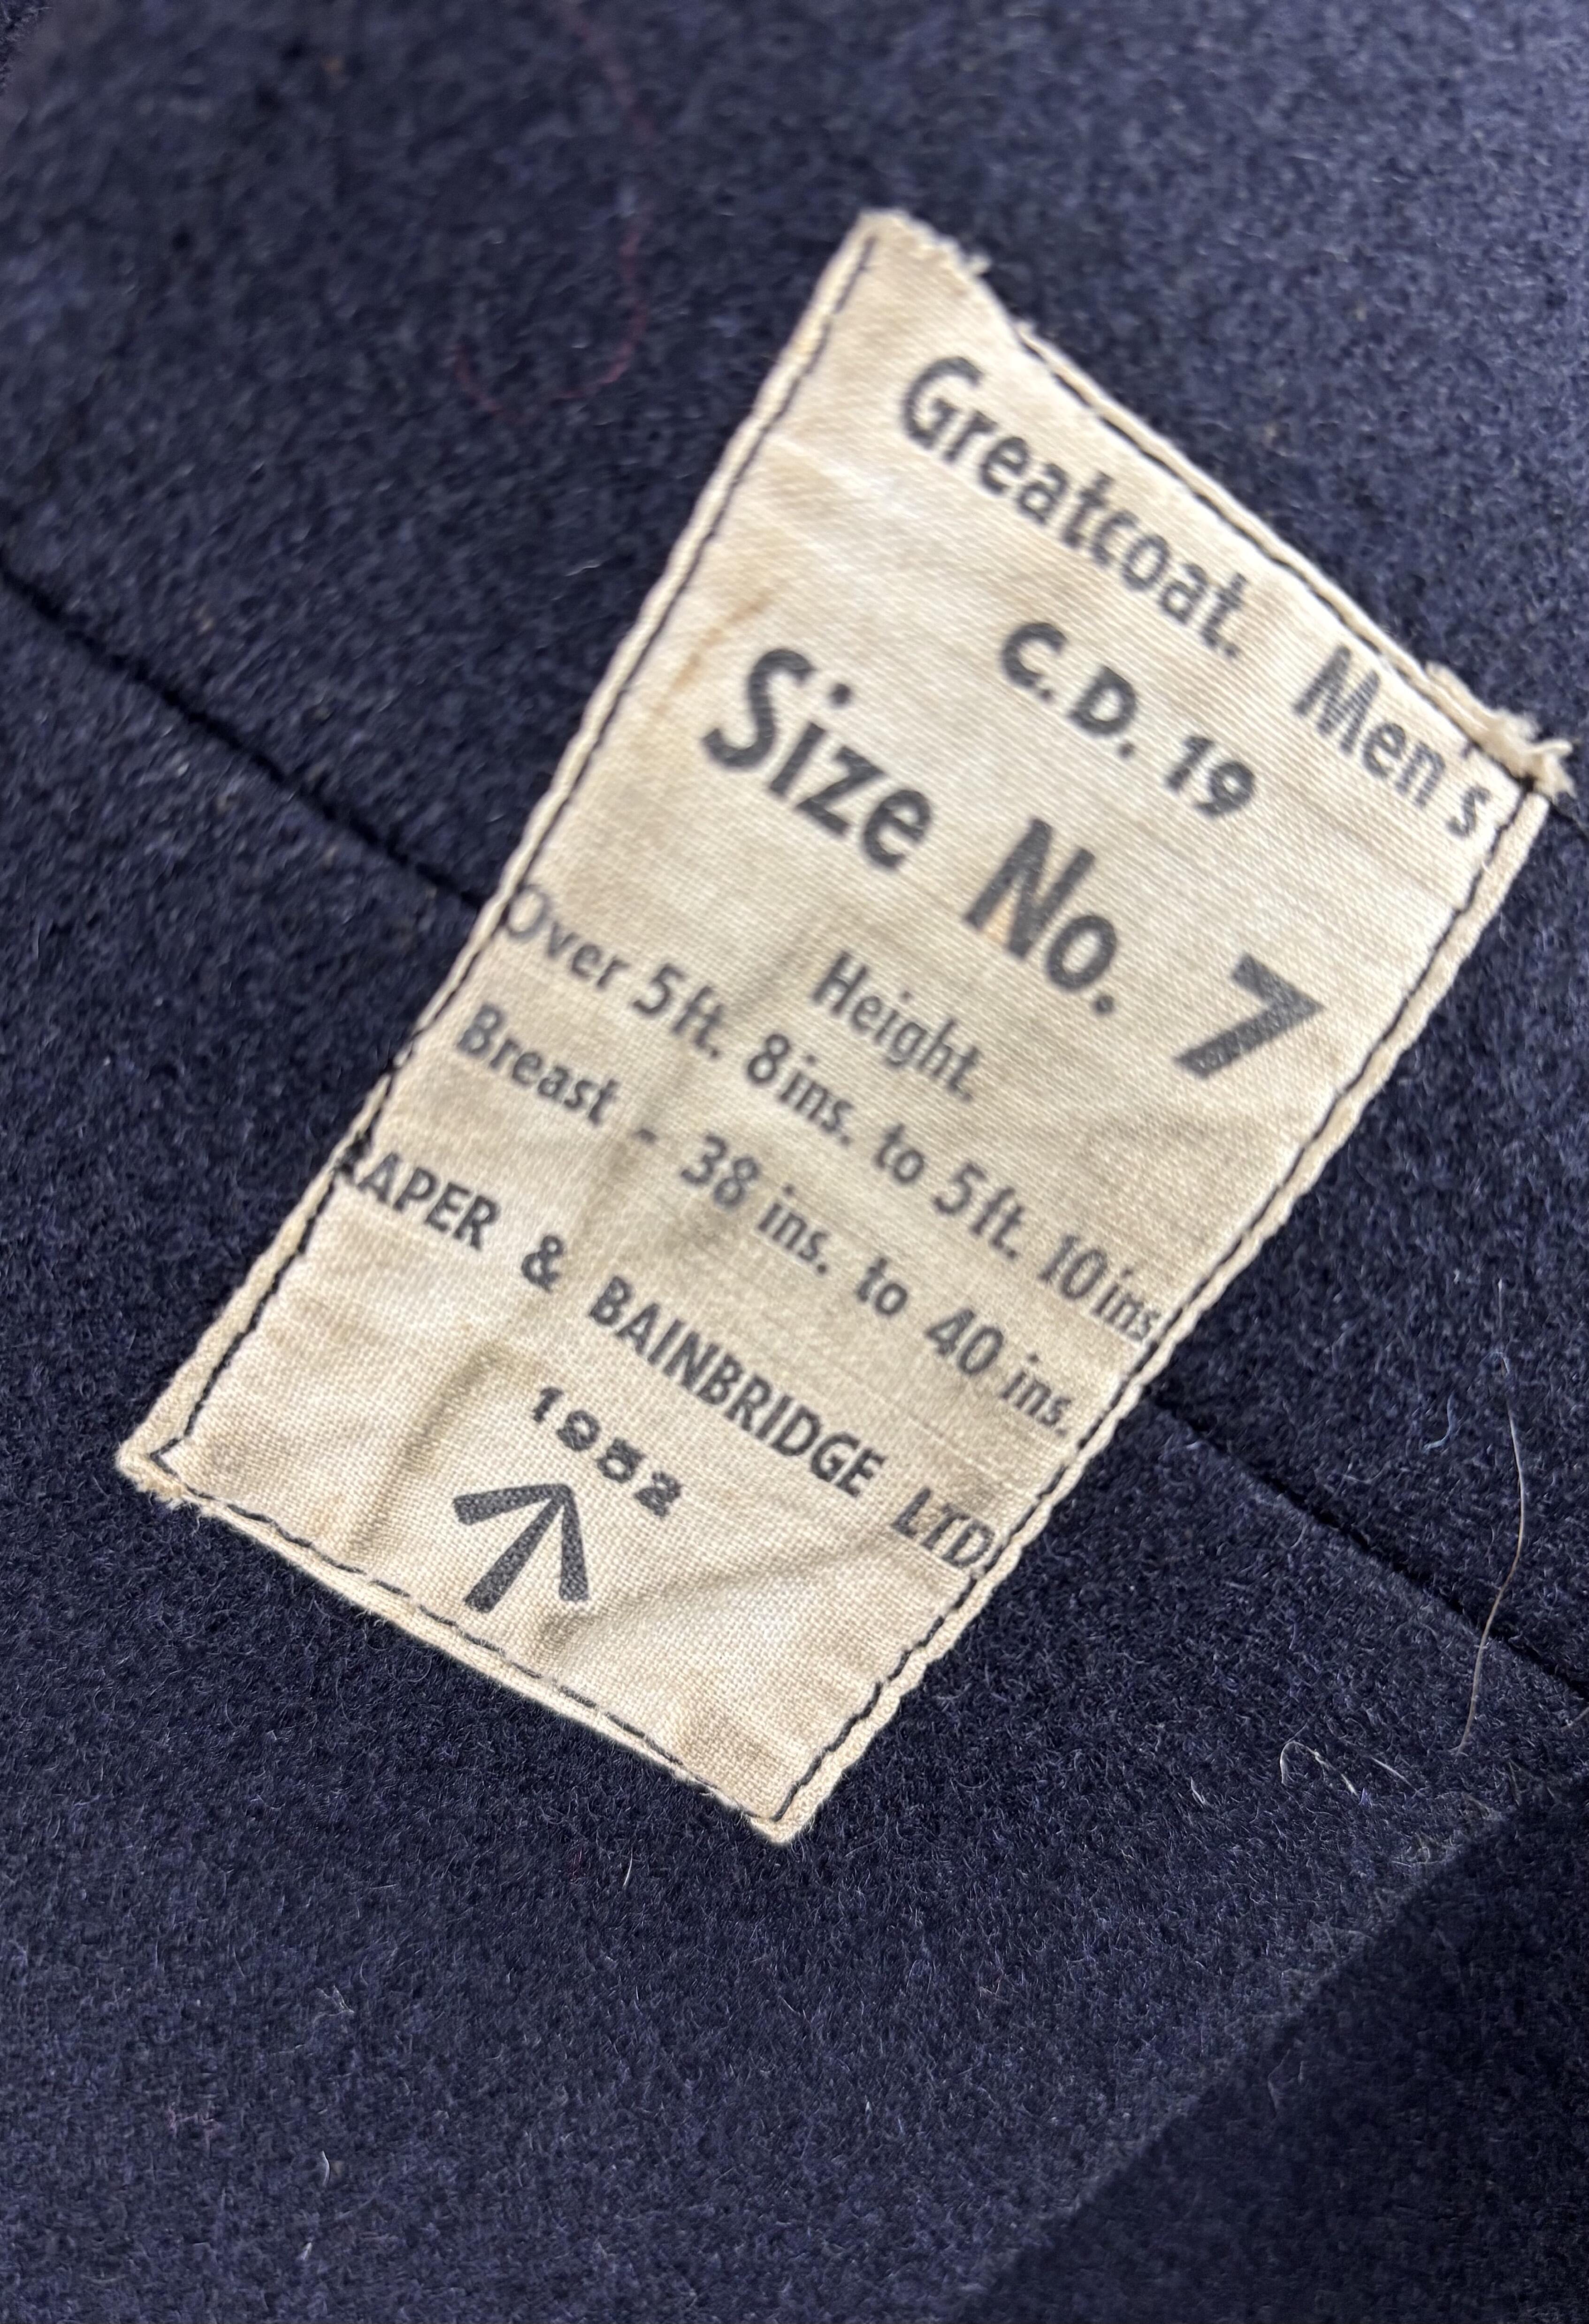 Greatcoat. Men's
C.D. 19
Size No. 7
Height.
Over 5ft. 8ins. to 5ft. 10ins
Breast - 38 ins. to 40 ins.
RAPER & BAINBRIDGE LTD
1952